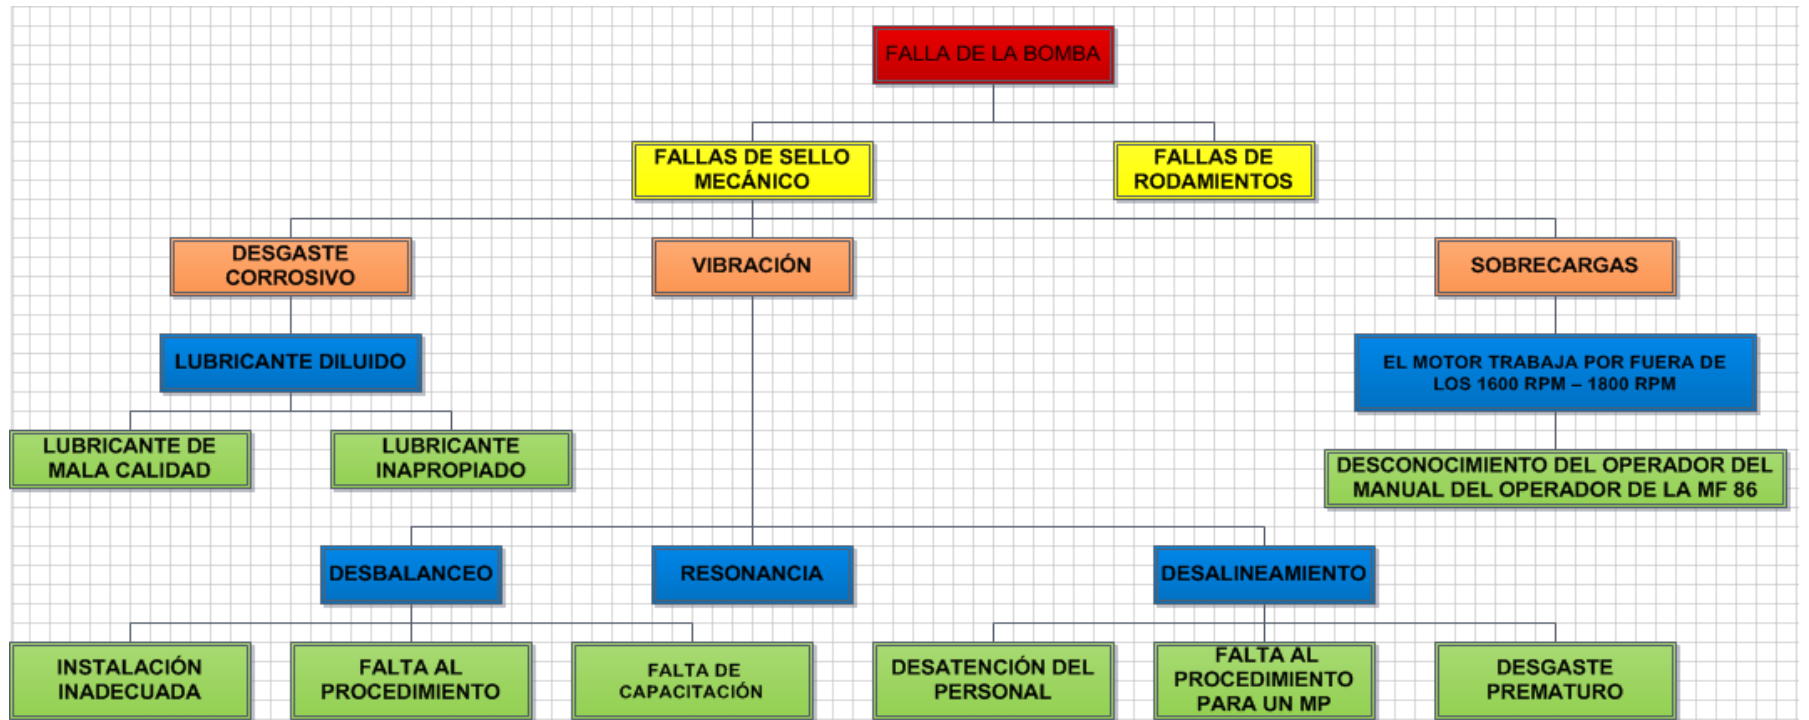 FALLA DE LA BOMBA
FALLAS DE SELLO
MECÁNICO
FALLAS DE
RODAMIENTOS
DESGASTE
CORROSIVO
VIBRACIÓN
SOBRECARGAS
LUBRICANTE DILUIDO
EL MOTOR TRABAJA POR FUERA DE
LOS 1600 RPM – 1800 RPM
LUBRICANTE DE
MALA CALIDAD
LUBRICANTE
INAPROPIADO
DESCONOCIMIENTO DEL OPERADOR DEL
MANUAL DEL OPERADOR DE LA MF 86
DESBALANCEO
RESONANCIA
DESALINEAMIENTO
INSTALACIÓN
INADECUADA
FALTA AL
PROCEDIMIENTO
FALTA DE
CAPACITACIÓN
DESATENCIÓN DEL
PERSONAL
FALTA AL
PROCEDIMIENTO
PARA UN MP
DESGASTE
PREMATURO